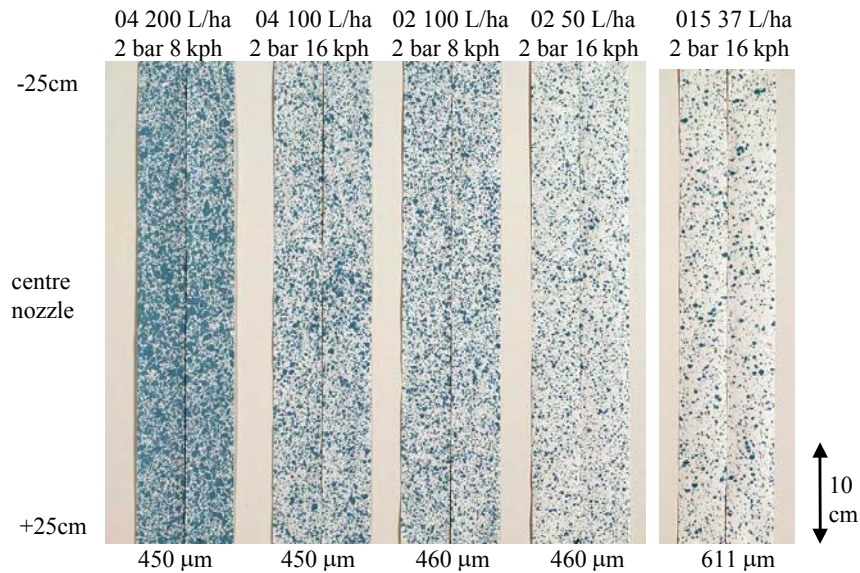 04 200 L/ha
2 bar 8 kph
04 100 L/ha
2 bar 16 kph
02 100 L/ha
2 bar 8 kph
02 50 L/ha
2 bar 16 kph
015 37 L/ha
2 bar 16 kph
-25cm
centre
nozzle
+25cm
10
cm
450 µm
450 µm
460 µm
460 µm
611 µm